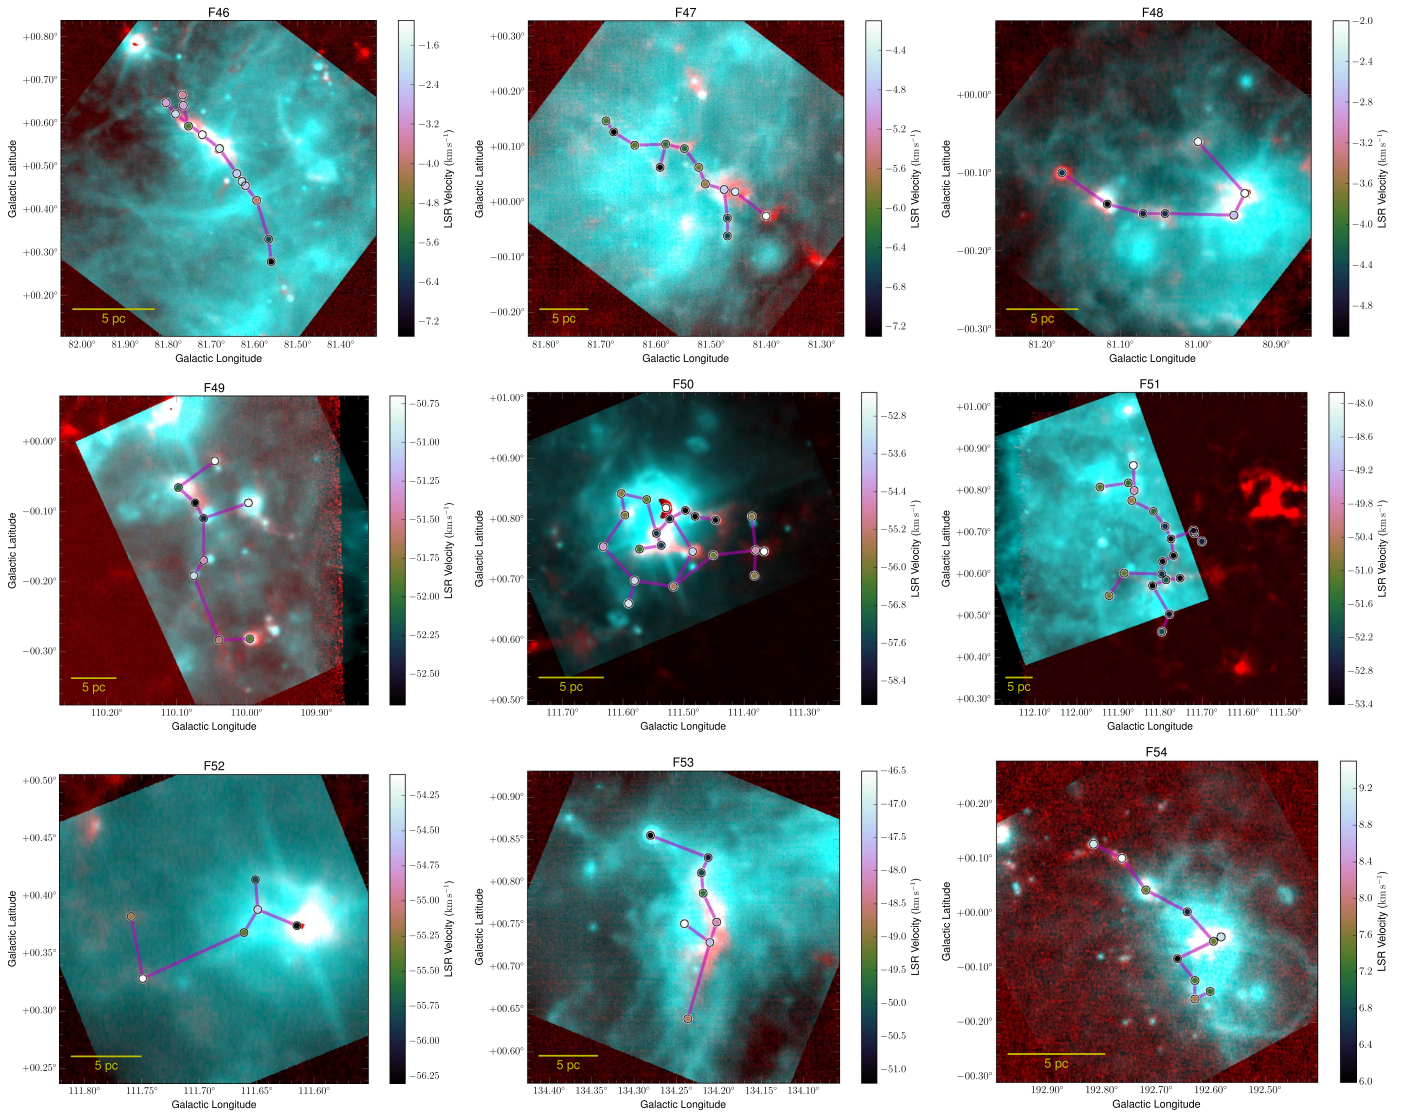 F46
+00.80°
+00.70°
+00.60°
+00.50°
+00.40°
+00.30°
+00.20°
Galactic Latitude
82.00° 81.90° 81.80° 81.70° 81.60° 81.50° 81.40°
Galactic Longitude
5 pc
−1.6
−2.4
−3.2
−4.0
−4.8
−5.6
−6.4
−7.2
LSR Velocity (km s⁻¹)
F47
+00.30°
+00.20°
+00.10°
+00.00°
−00.10°
−00.20°
Galactic Latitude
81.80° 81.70° 81.60° 81.50° 81.40° 81.30°
Galactic Longitude
5 pc
−4.4
−4.8
−5.2
−5.6
−6.0
−6.4
−6.8
−7.2
LSR Velocity (km s⁻¹)
F48
+00.00°
−00.10°
−00.20°
−00.30°
Galactic Latitude
81.20° 81.10° 81.00° 80.90°
Galactic Longitude
5 pc
−2.0
−2.4
−2.8
−3.2
−3.6
−4.0
−4.4
−4.8
LSR Velocity (km s⁻¹)
F49
+00.00°
−00.10°
−00.20°
−00.30°
Galactic Latitude
110.20° 110.10° 110.00° 109.90°
Galactic Longitude
5 pc
−50.75
−51.00
−51.25
−51.50
−51.75
−52.00
−52.25
−52.50
LSR Velocity (km s⁻¹)
F50
+01.00°
+00.90°
+00.80°
+00.70°
+00.60°
+00.50°
Galactic Latitude
111.70° 111.60° 111.50° 111.40° 111.30°
Galactic Longitude
5 pc
−52.8
−53.6
−54.4
−55.2
−56.0
−56.8
−57.6
−58.4
LSR Velocity (km s⁻¹)
F51
+01.00°
+00.90°
+00.80°
+00.70°
+00.60°
+00.50°
+00.40°
+00.30°
Galactic Latitude
112.10° 112.00° 111.90° 111.80° 111.70° 111.60° 111.50°
Galactic Longitude
5 pc
−48.0
−48.6
−49.2
−49.8
−50.4
−51.0
−51.6
−52.2
−52.8
−53.4
LSR Velocity (km s⁻¹)
F52
+00.50°
+00.45°
+00.40°
+00.35°
+00.30°
+00.25°
Galactic Latitude
111.80° 111.75° 111.70° 111.65° 111.60°
Galactic Longitude
5 pc
−54.25
−54.50
−54.75
−55.00
−55.25
−55.50
−55.75
−56.00
−56.25
LSR Velocity (km s⁻¹)
F53
+00.90°
+00.85°
+00.80°
+00.75°
+00.70°
+00.65°
+00.60°
Galactic Latitude
134.40° 134.35° 134.30° 134.25° 134.20° 134.15° 134.10°
Galactic Longitude
5 pc
−46.5
−47.0
−47.5
−48.0
−48.5
−49.0
−49.5
−50.0
−50.5
−51.0
LSR Velocity (km s⁻¹)
F54
+00.20°
+00.10°
+00.00°
−00.10°
−00.20°
−00.30°
Galactic Latitude
192.90° 192.80° 192.70° 192.60° 192.50°
Galactic Longitude
5 pc
9.2
8.8
8.4
8.0
7.6
7.2
6.8
6.4
6.0
LSR Velocity (km s⁻¹)